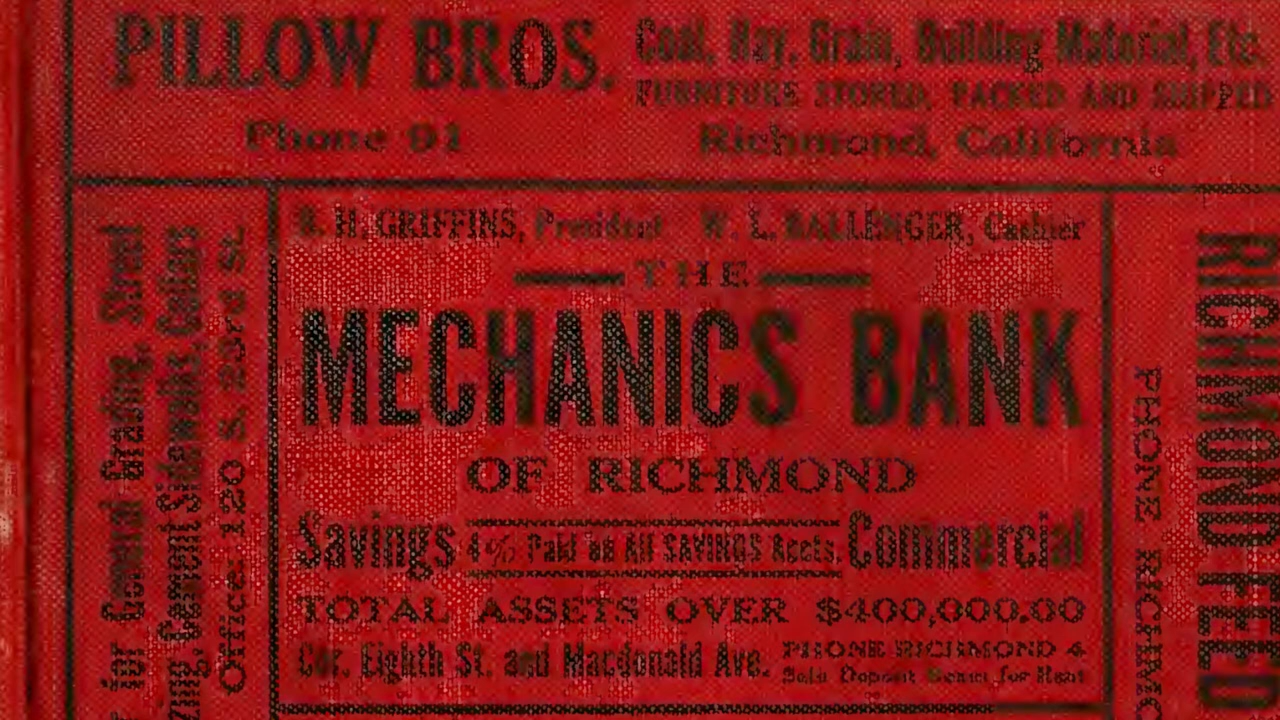 PILLOW BROS.
Coal, Hay, Grain, Building Material, Etc.
FURNITURE STORED, PACKED AND SHIPPED
Phone 91
Richmond, California
for General Grading, Street
Cement Sidewalks, Cellars
Office: 120 S. 23rd St.
H. GRIFFINS, President W. L. BALLENGER, Cashier
THE
MECHANICS BANK
OF RICHMOND
Savings 4% Paid on All SAVINGS Accts. Commercial
TOTAL ASSETS OVER $400,000.00
Cor. Eighth St. and Macdonald Ave.
PHONE RICHMOND 4
Safe Deposit Boxes for Rent
PHONE
RICHMOND FEED